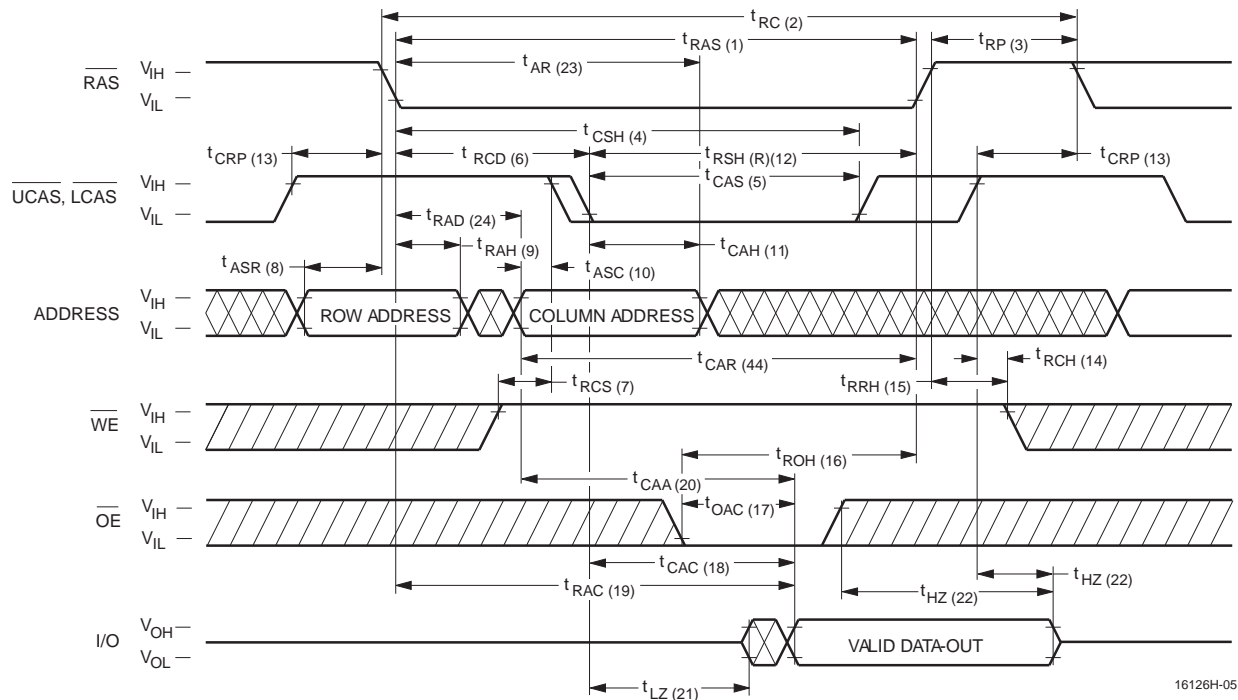 t RC (2)
t RAS (1)
t RP (3)
t AR (23)
RAS
V IH
V IL
t CSH (4)
t CRP (13)
t RCD (6)
t RSH (R)(12)
t CRP (13)
t CAS (5)
UCAS, LCAS
V IH
V IL
t RAD (24)
t RAH (9)
t CAH (11)
t ASR (8)
t ASC (10)
ADDRESS
V IH
V IL
ROW ADDRESS
COLUMN ADDRESS
t CAR (44)
t RCH (14)
t RCS (7)
t RRH (15)
WE
V IH
V IL
t ROH (16)
t CAA (20)
t OAC (17)
OE
V IH
V IL
t CAC (18)
t RAC (19)
t HZ (22)
t HZ (22)
I/O
V OH
V OL
VALID DATA-OUT
t LZ (21)
16126H-05